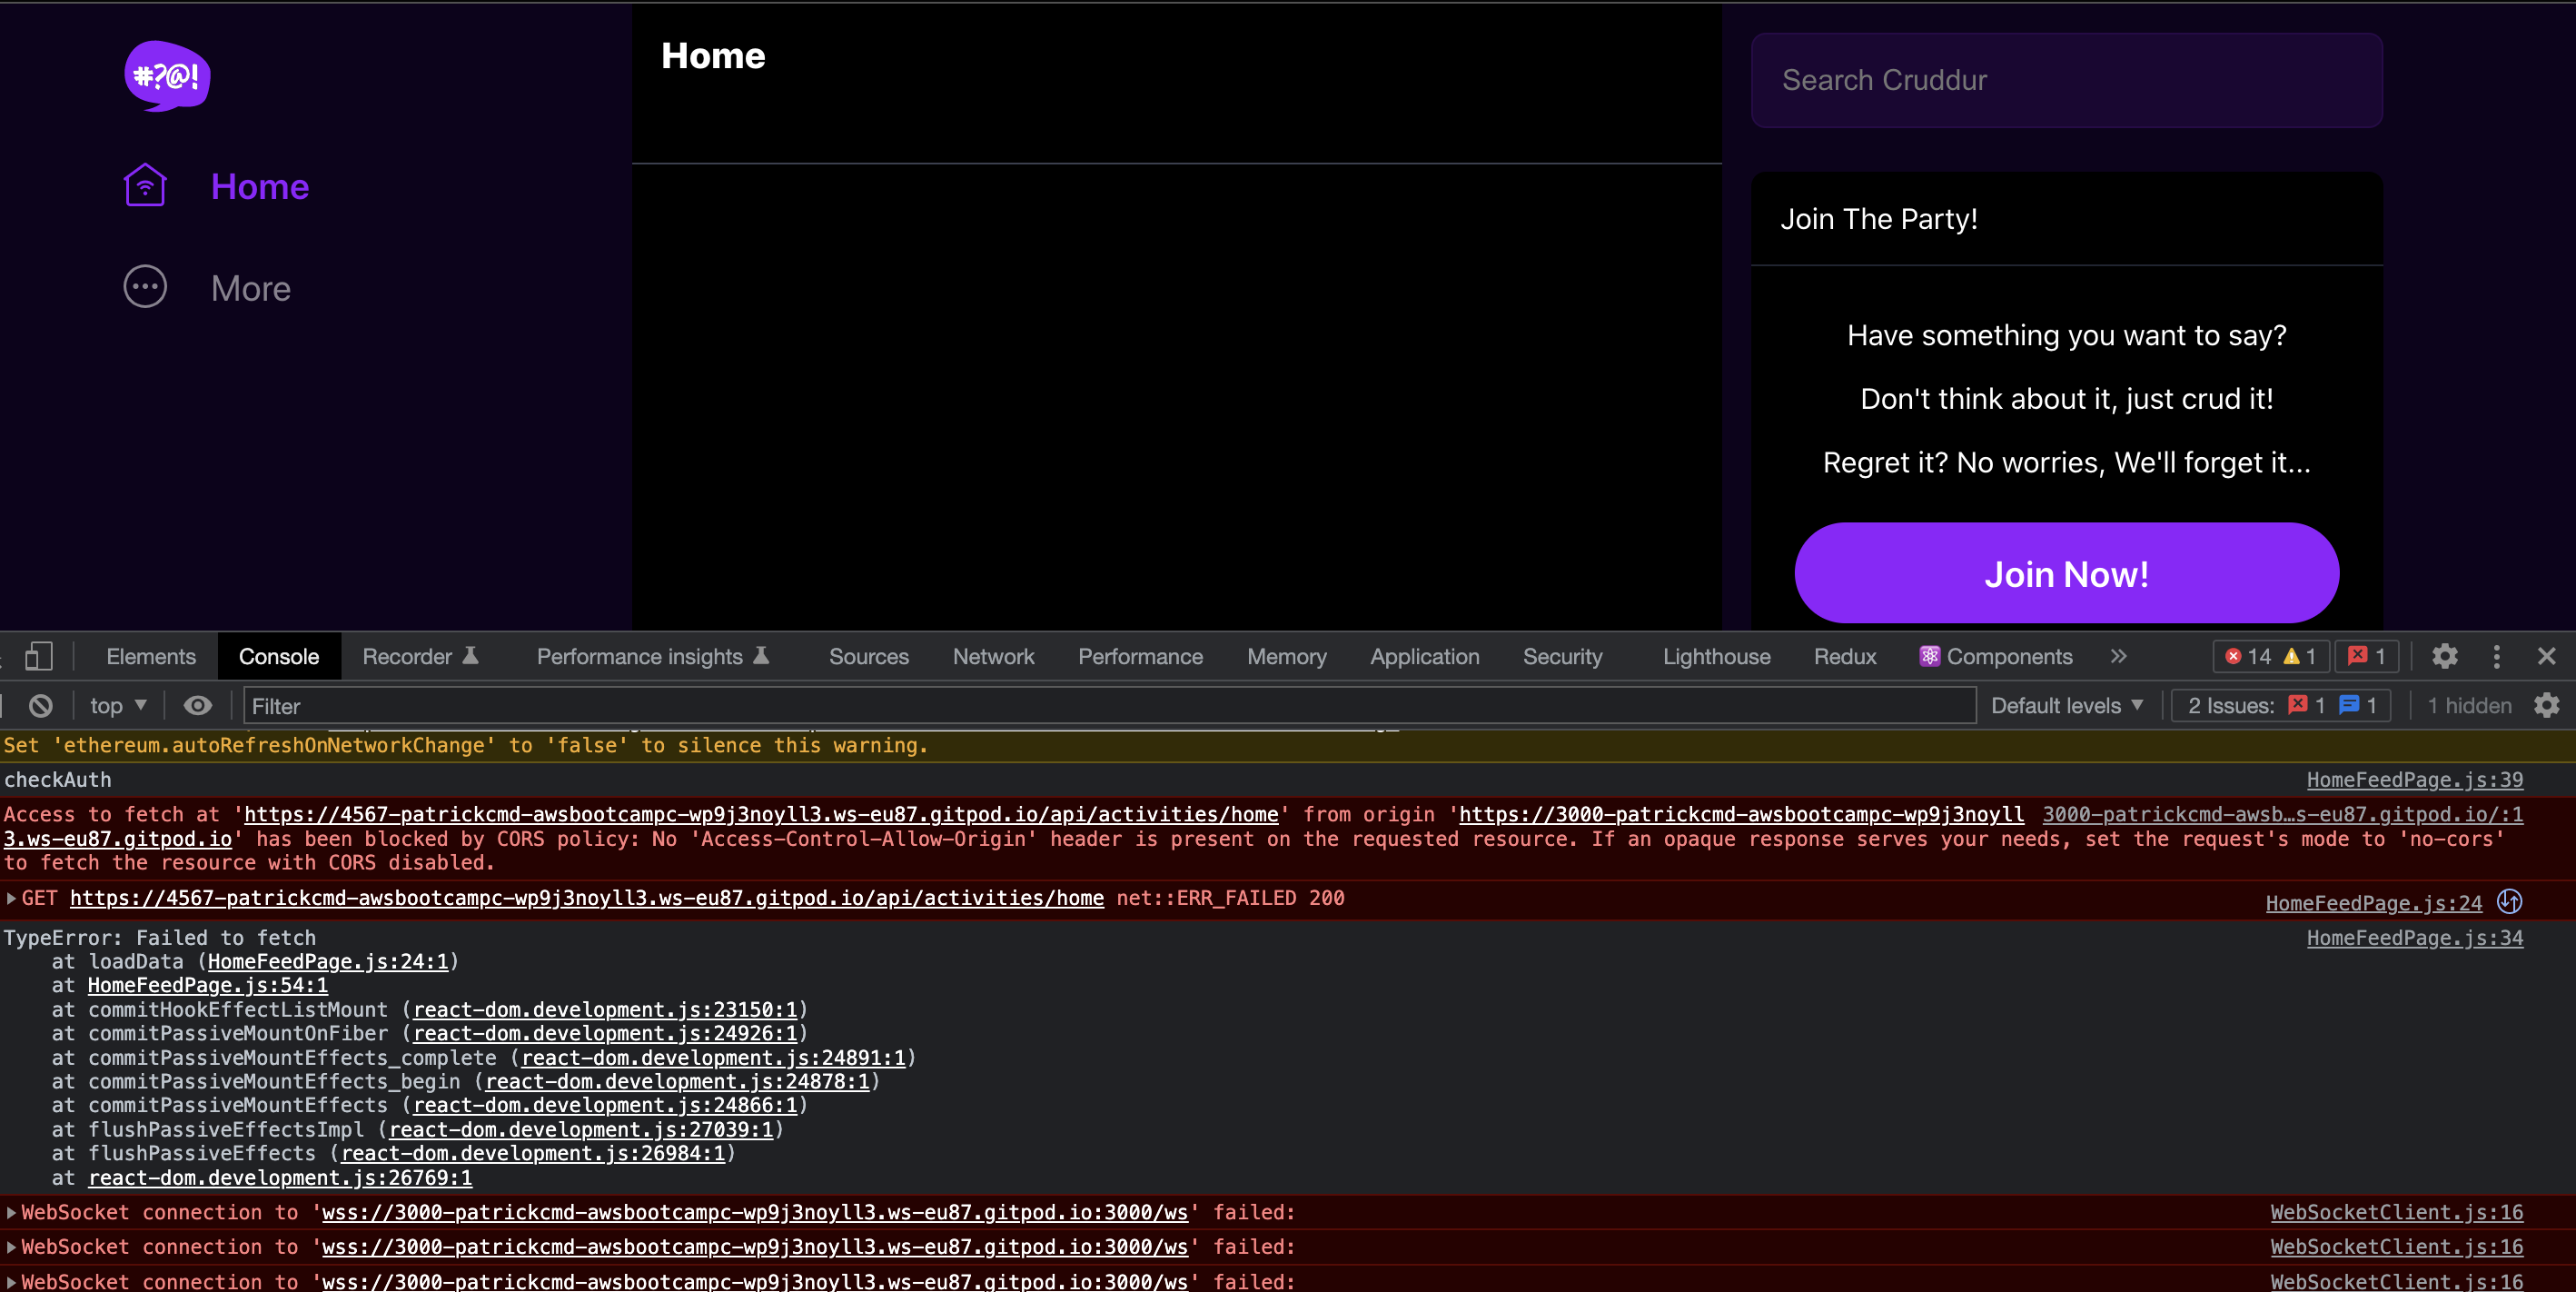 #?@!
Home
More
Home
Search Cruddur
Join The Party!
Have something you want to say?
Don't think about it, just crud it!
Regret it? No worries, We'll forget it...
Join Now!
Elements Console Recorder Performance insights Sources Network Performance Memory Application Security Lighthouse Redux Components 14 1 1
top Filter Default levels 2 Issues: 1 1 1 hidden
Set 'ethereum.autoRefreshOnNetworkChange' to 'false' to silence this warning.
checkAuth HomeFeedPage.js:39
Access to fetch at 'https://4567-patrickcmd-awsbootcampc-wp9j3noyll3.ws-eu87.gitpod.io/api/activities/home' from origin 'https://3000-patrickcmd-awsbootcampc-wp9j3noyll 3000-patrickcmd-awsb…s-eu87.gitpod.io/:1
3.ws-eu87.gitpod.io' has been blocked by CORS policy: No 'Access-Control-Allow-Origin' header is present on the requested resource. If an opaque response serves your needs, set the request's mode to 'no-cors'
to fetch the resource with CORS disabled.
GET https://4567-patrickcmd-awsbootcampc-wp9j3noyll3.ws-eu87.gitpod.io/api/activities/home net::ERR_FAILED 200 HomeFeedPage.js:24
TypeError: Failed to fetch HomeFeedPage.js:34
at loadData (HomeFeedPage.js:24:1)
at HomeFeedPage.js:54:1
at commitHookEffectListMount (react-dom.development.js:23150:1)
at commitPassiveMountOnFiber (react-dom.development.js:24926:1)
at commitPassiveMountEffects_complete (react-dom.development.js:24891:1)
at commitPassiveMountEffects_begin (react-dom.development.js:24878:1)
at commitPassiveMountEffects (react-dom.development.js:24866:1)
at flushPassiveEffectsImpl (react-dom.development.js:27039:1)
at flushPassiveEffects (react-dom.development.js:26984:1)
at react-dom.development.js:26769:1
WebSocket connection to 'wss://3000-patrickcmd-awsbootcampc-wp9j3noyll3.ws-eu87.gitpod.io:3000/ws' failed: WebSocketClient.js:16
WebSocket connection to 'wss://3000-patrickcmd-awsbootcampc-wp9j3noyll3.ws-eu87.gitpod.io:3000/ws' failed: WebSocketClient.js:16
WebSocket connection to 'wss://3000-patrickcmd-awsbootcampc-wp9j3noyll3.ws-eu87.gitpod.io:3000/ws' failed: WebSocketClient.js:16